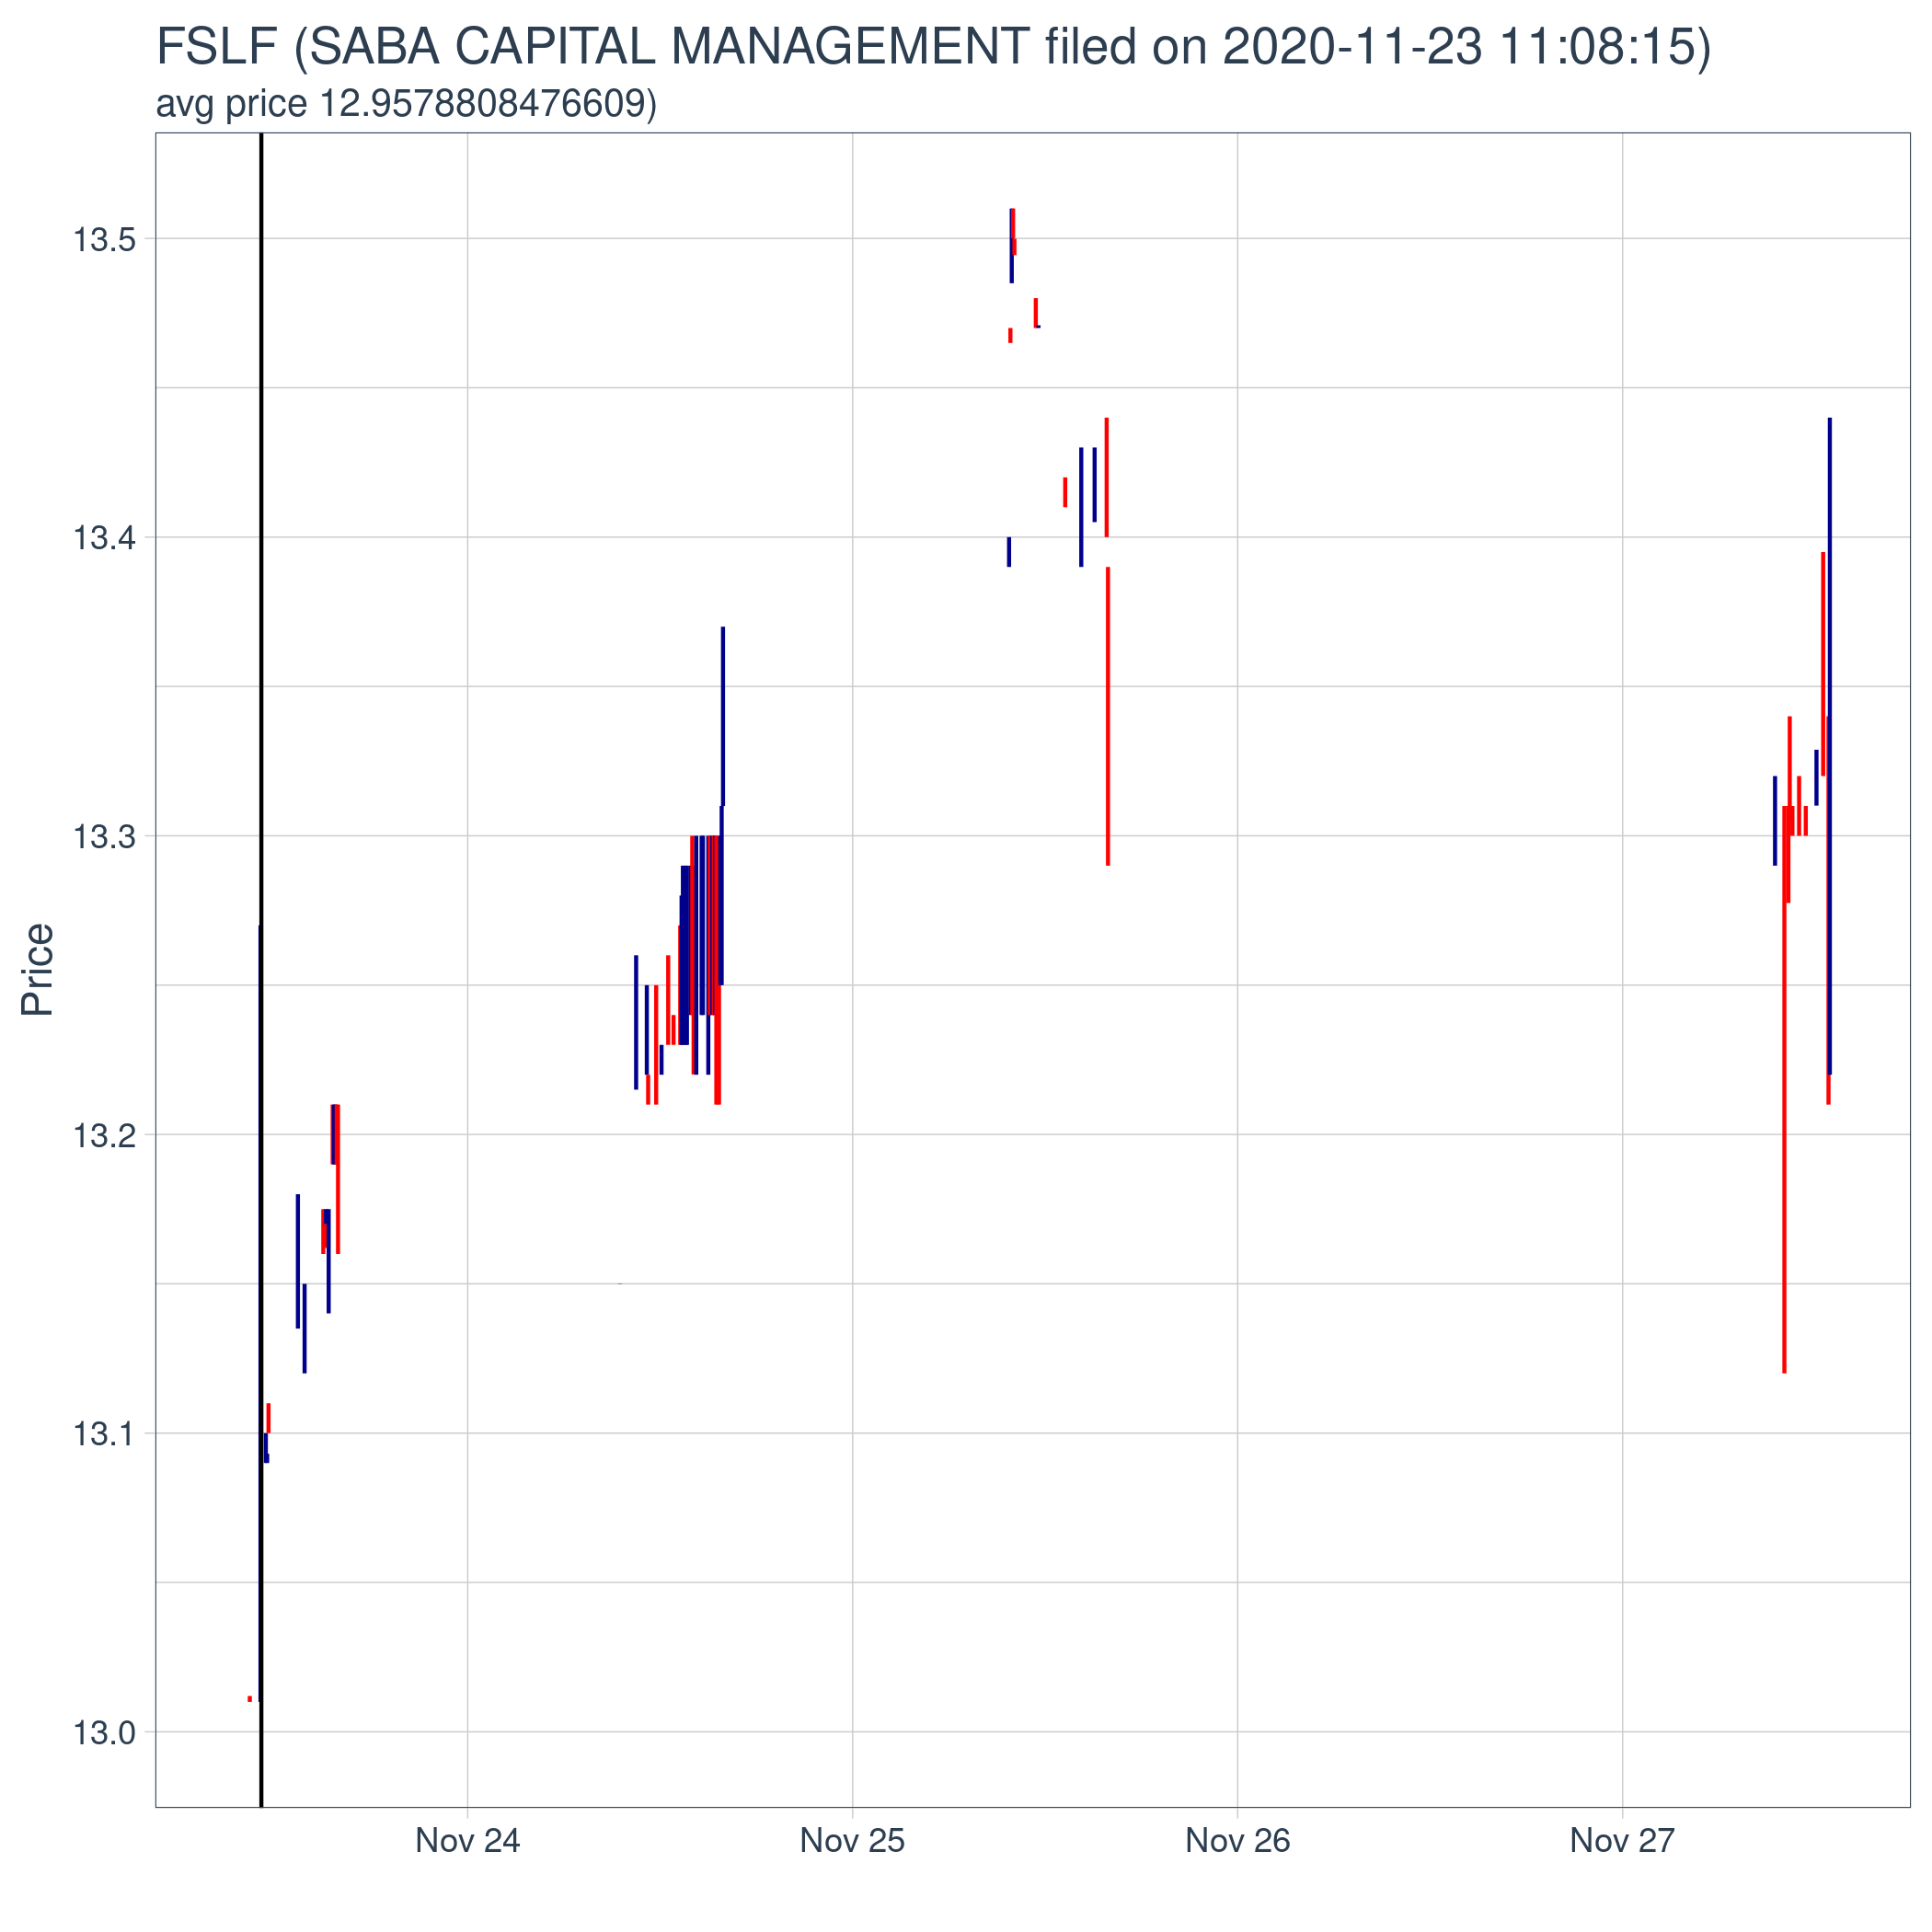 FSLF (SABA CAPITAL MANAGEMENT filed on 2020-11-23 11:08:15)
avg price 12.9578808476609)
13.5
13.4
13.3
Price
13.2
13.1
13.0
Nov 24 Nov 25 Nov 26 Nov 27